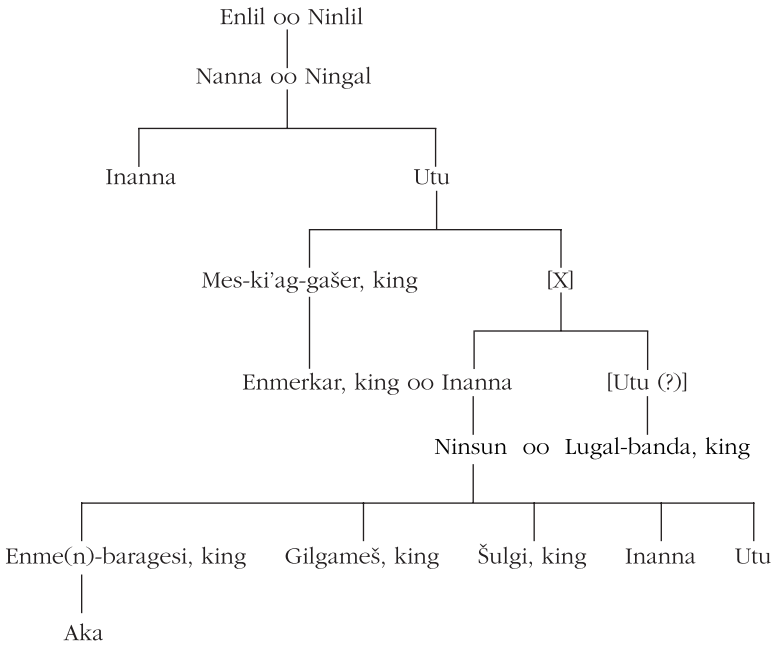 Enlil oo Ninlil
Nanna oo Ningal
Inanna Utu
Mes-ki’ag-gašer, king [X]
Enmerkar, king oo Inanna [Utu (?)]
Ninsun oo Lugal-banda, king
Enme(n)-baragesi, king Gilgameš, king Šulgi, king Inanna Utu
Aka